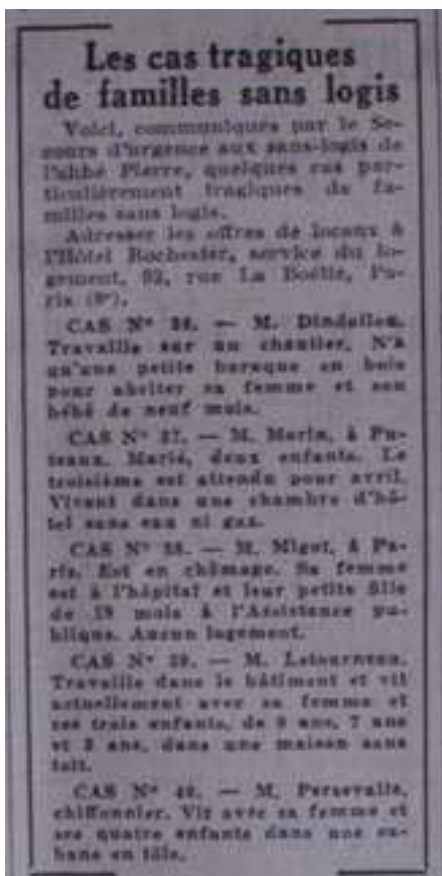 Les cas tragiques
de familles sans logis
Voici, communiqués par le Se-
cours d'urgence aux sans-logis de
l'abbé Pierre, quelques cas par-
ticulièrement tragiques de fa-
milles sans logis.
Adresser les offres de locaux à
l'Hôtel Rochester, service du lo-
gement, 92, rue La Boétie, Pa-
ris (8e).
CAS N° 36. — M.
Travaille sur un chantier. N'a
qu'une petite baraque en bois
pour abriter sa femme et son
bébé de neuf mois.
CAS N° 37. — M. Morin, à Pu-
teaux. Marié, deux enfants. Le
troisième est attendu pour avril.
Vivant dans une chambre d'hô-
tel sans eau ni gaz.
CAS N° 38. — M. Migot, à Pa-
ris. Est en chômage. Sa femme
est à l'hôpital et leur petite fille
de 18 mois à l'Assistance pu-
blique. Aucun logement.
CAS N° 39. — M. Letourneau.
Travaille dans le bâtiment et vit
actuellement avec sa femme et
ses trois enfants, de 9 ans, 7 ans
et 3 ans, dans une maison sans
toit.
CAS N° 40. — M. Persevalle,
chiffonnier. Vit avec sa femme et
ses quatre enfants dans une ca-
bane en tôle.